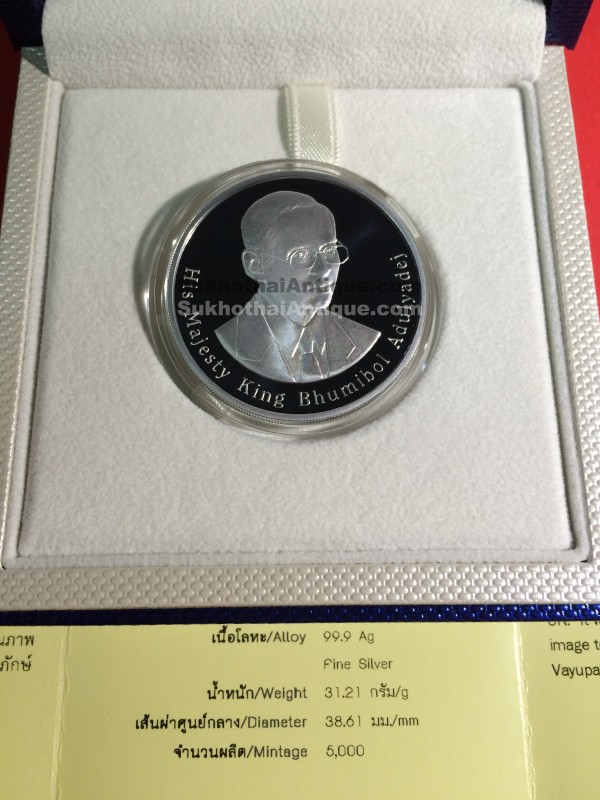 His Majesty King Bhumibol Adulyadej
SukhothaiAntique.com
SukhothaiAntique.com
เนื้อโลหะ/Alloy 99.9 Ag
Fine Silver
น้ำหนัก/Weight 31.21 กรัม/g
เส้นผ่าศูนย์กลาง/Diameter 38.61 มม./mm
จำนวนผลิต/Mintage 5,000
image
Vayupa